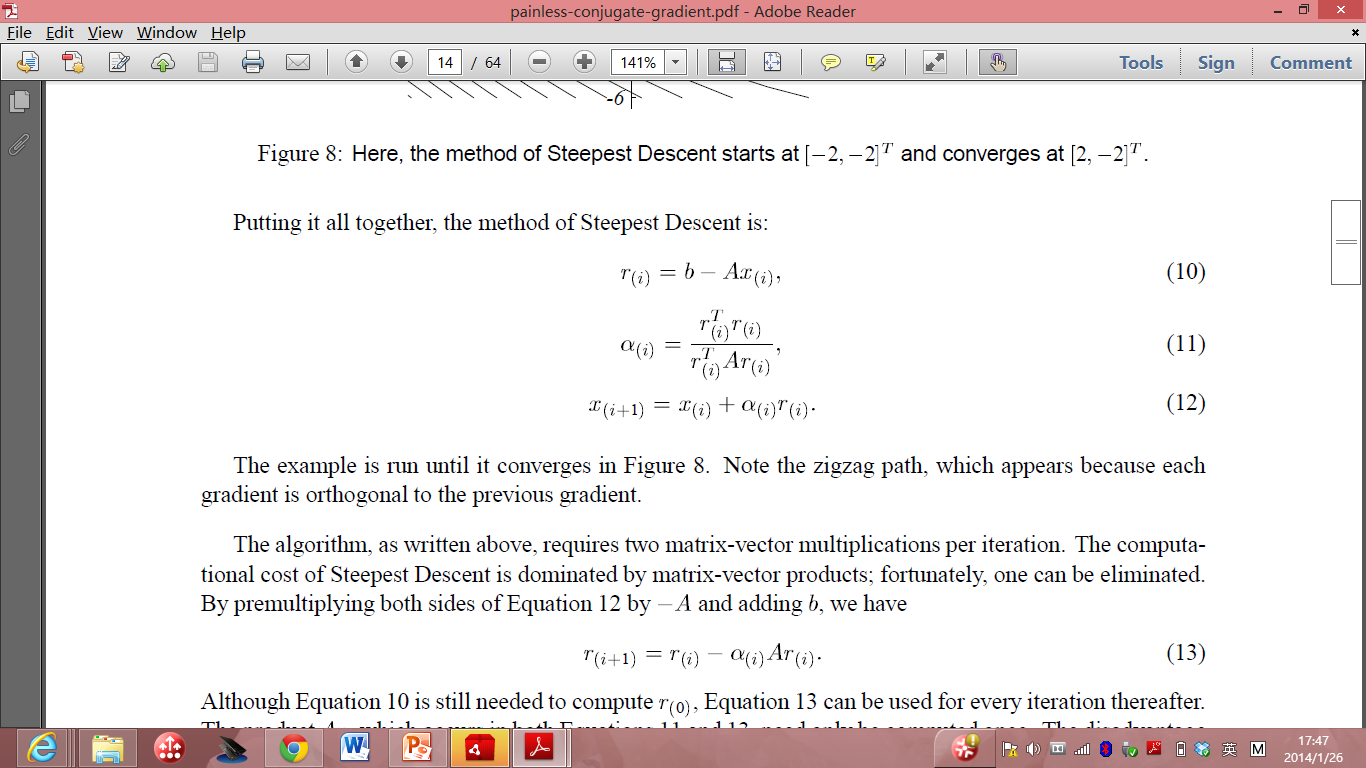 painless-conjugate-gradient.pdf - Adobe Reader
File Edit View Window Help
14 / 64 141% Tools Sign Comment
-6
Figure 8: Here, the method of Steepest Descent starts at [−2, −2]^T and converges at [2, −2]^T.
Putting it all together, the method of Steepest Descent is:
r_(i) = b − Ax_(i), (10)
α_(i) = r_(i)^T r_(i) / r_(i)^T A r_(i), (11)
x_(i+1) = x_(i) + α_(i) r_(i). (12)
The example is run until it converges in Figure 8. Note the zigzag path, which appears because each
gradient is orthogonal to the previous gradient.
The algorithm, as written above, requires two matrix-vector multiplications per iteration. The computa-
tional cost of Steepest Descent is dominated by matrix-vector products; fortunately, one can be eliminated.
By premultiplying both sides of Equation 12 by −A and adding b, we have
r_(i+1) = r_(i) − α_(i) A r_(i). (13)
Although Equation 10 is still needed to compute r_(0), Equation 13 can be used for every iteration thereafter.
英 M 17:47
2014/1/26